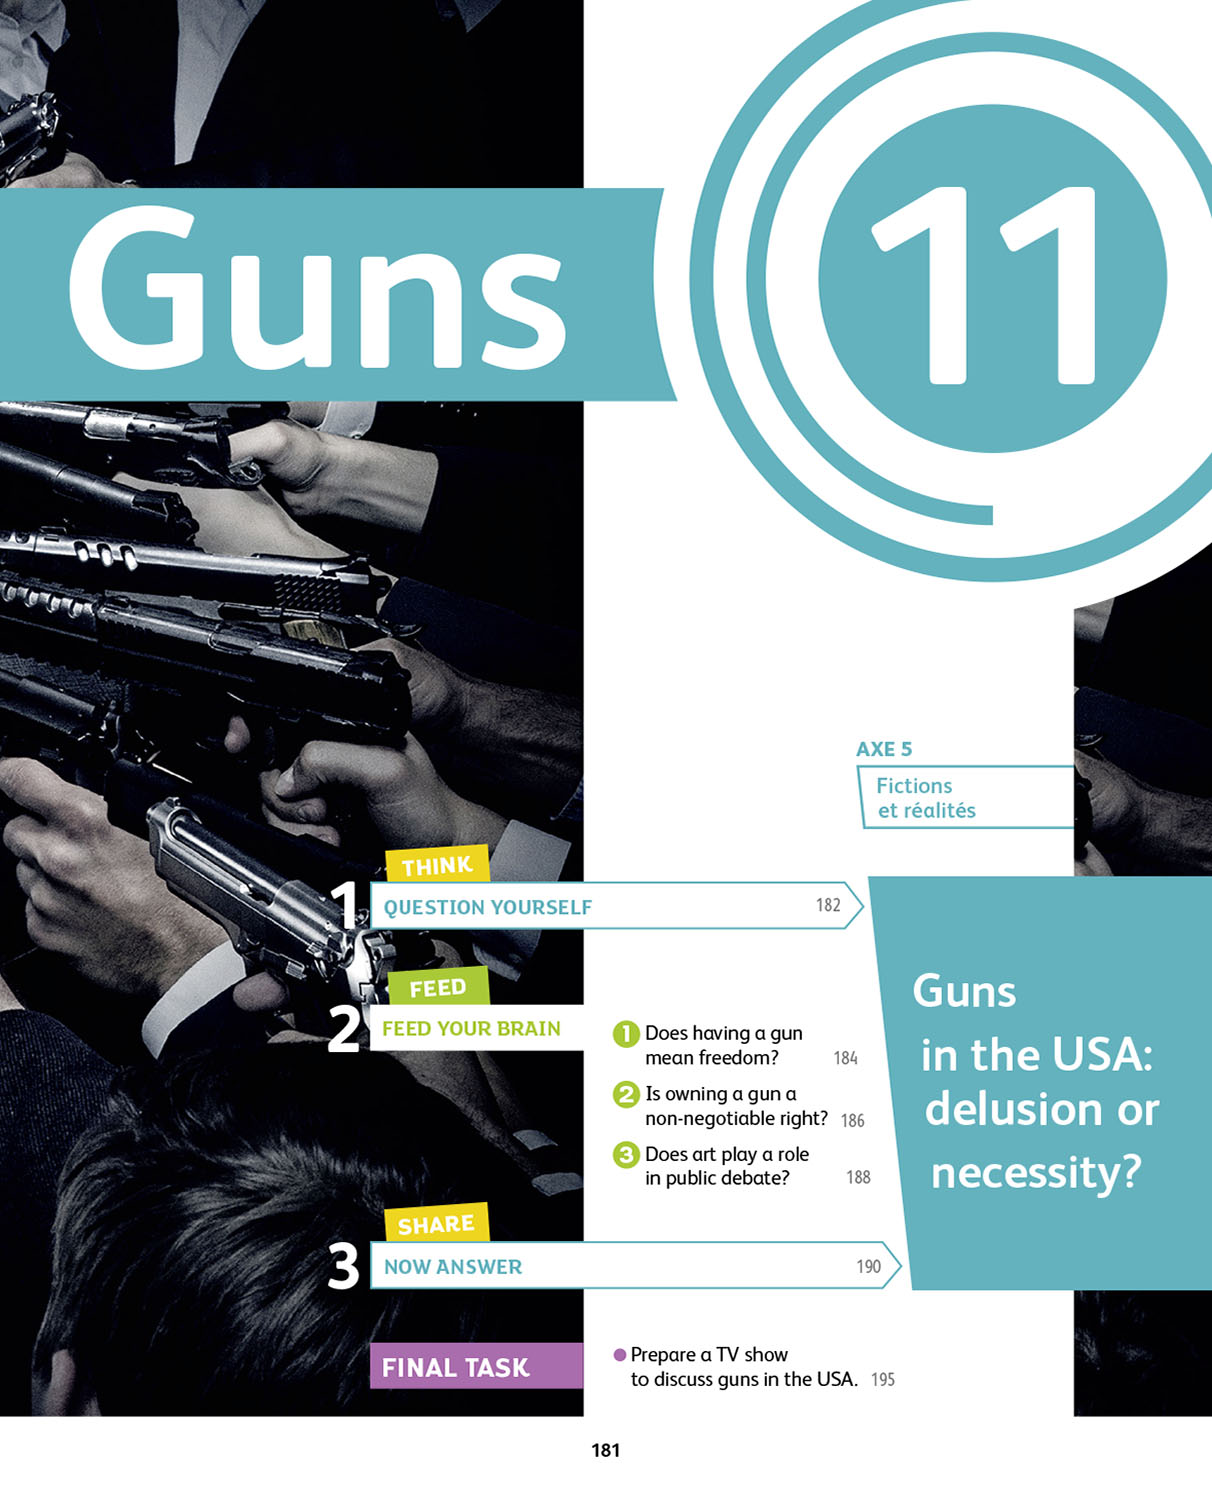 Guns
11
AXE 5
Fictions
et réalités
THINK
1
QUESTION YOURSELF 182
FEED
2
FEED YOUR BRAIN
1 Does having a gun
mean freedom? 184
2 Is owning a gun a
non-negotiable right? 186
3 Does art play a role
in public debate? 188
SHARE
3
NOW ANSWER 190
Guns
in the USA:
delusion or
necessity?
FINAL TASK
• Prepare a TV show
to discuss guns in the USA. 195
181